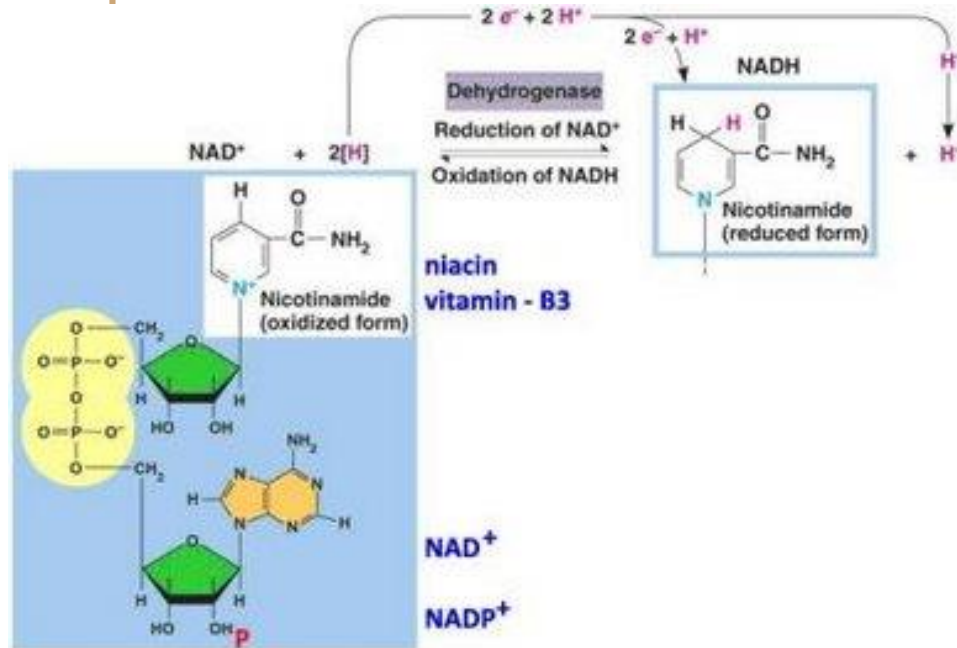 2 e⁻ + 2 H⁺
2 e⁻ + H⁺
H⁺
NADH
Dehydrogenase
Reduction of NAD⁺
NAD⁺ + 2[H]
Oxidation of NADH
+ H⁺
H
O
C
NH₂
N⁺
Nicotinamide
(oxidized form)
H
H
O
C
NH₂
N
Nicotinamide
(reduced form)
niacin
vitamin - B3
O
CH₂
O
O
P
O⁻
H
H
O
HO
OH
O
P
O⁻
O
CH₂
NH₂
N
N
H
N
N
H
O
H
H
HO
OH
P
NAD⁺
NADP⁺